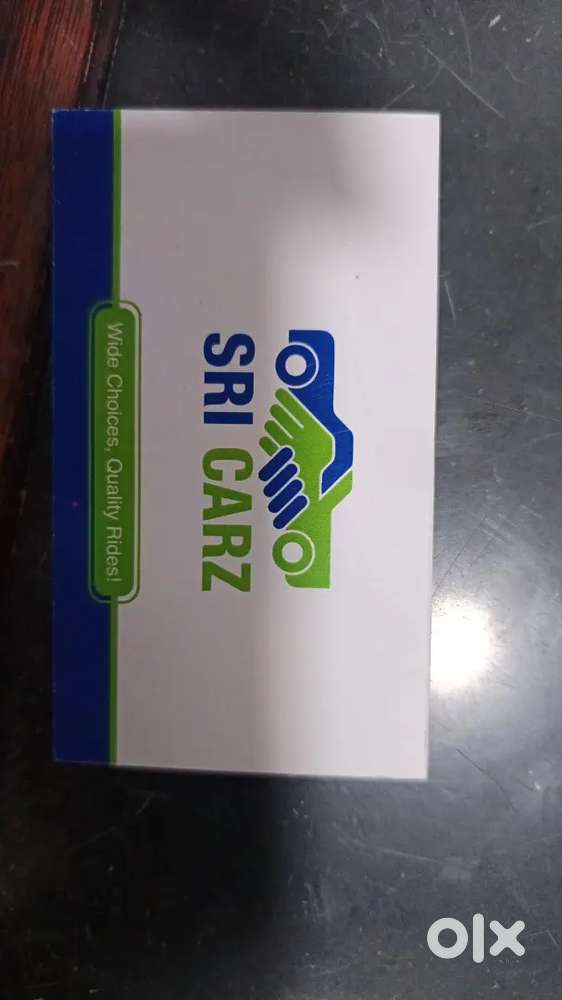 SRI CARZ
Wide Choices, Quality Rides!
olx